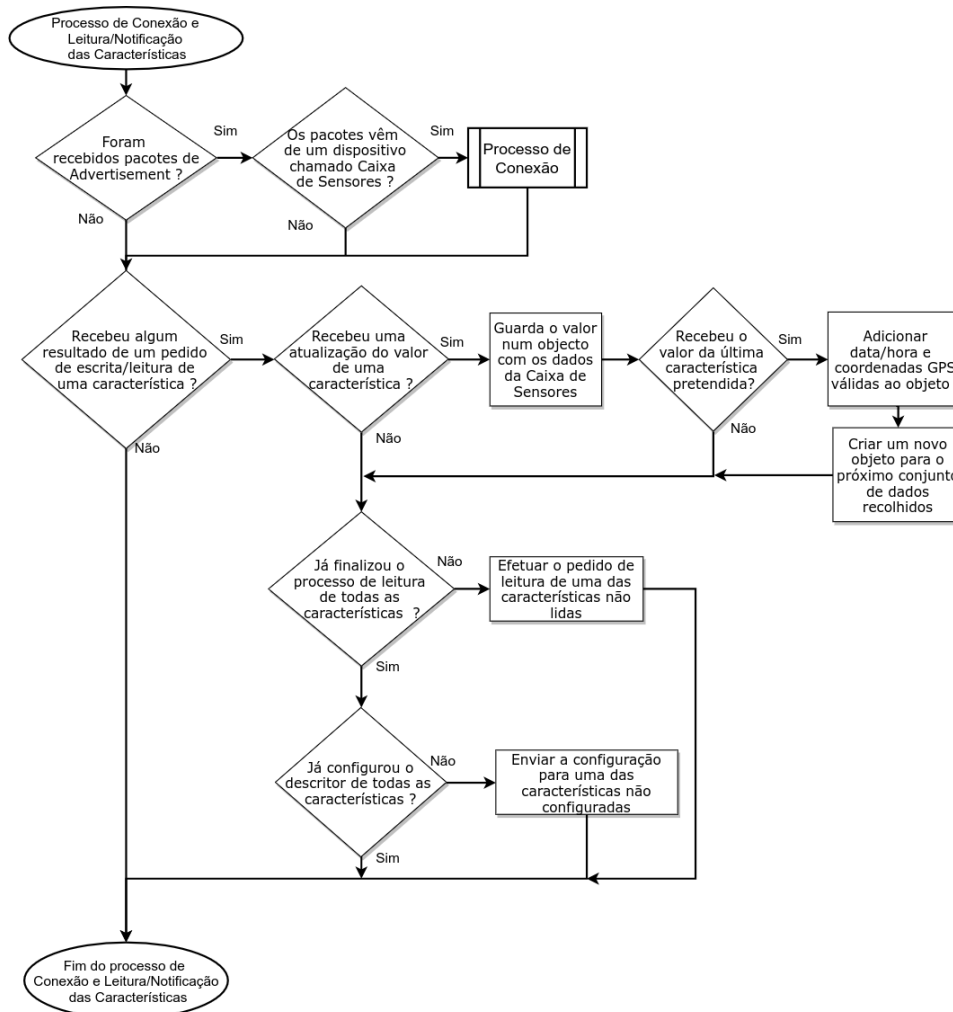 Processo de Conexão e
Leitura/Notificação
das Características
Foram
recebidos pacotes de
Advertisement ?
Sim
Não
Os pacotes vêm
de um dispositivo
chamado Caixa
de Sensores ?
Sim
Não
Processo de
Conexão
Recebeu algum
resultado de um pedido
de escrita/leitura de
uma característica ?
Sim
Não
Recebeu uma
atualização do valor
de uma
característica ?
Sim
Não
Guarda o valor
num objecto
com os dados
da Caixa de
Sensores
Recebeu o
valor da última
característica
pretendida?
Sim
Não
Adicionar
data/hora e
coordenadas GPS
válidas ao objeto
Criar um novo
objeto para o
próximo conjunto
de dados
recolhidos
Já finalizou o
processo de leitura
de todas as
características ?
Não
Sim
Efetuar o pedido de
leitura de uma das
características não
lidas
Já configurou o
descritor de todas as
características ?
Não
Sim
Enviar a configuração
para uma das
características não
configuradas
Fim do processo de
Conexão e Leitura/Notificação
das Características